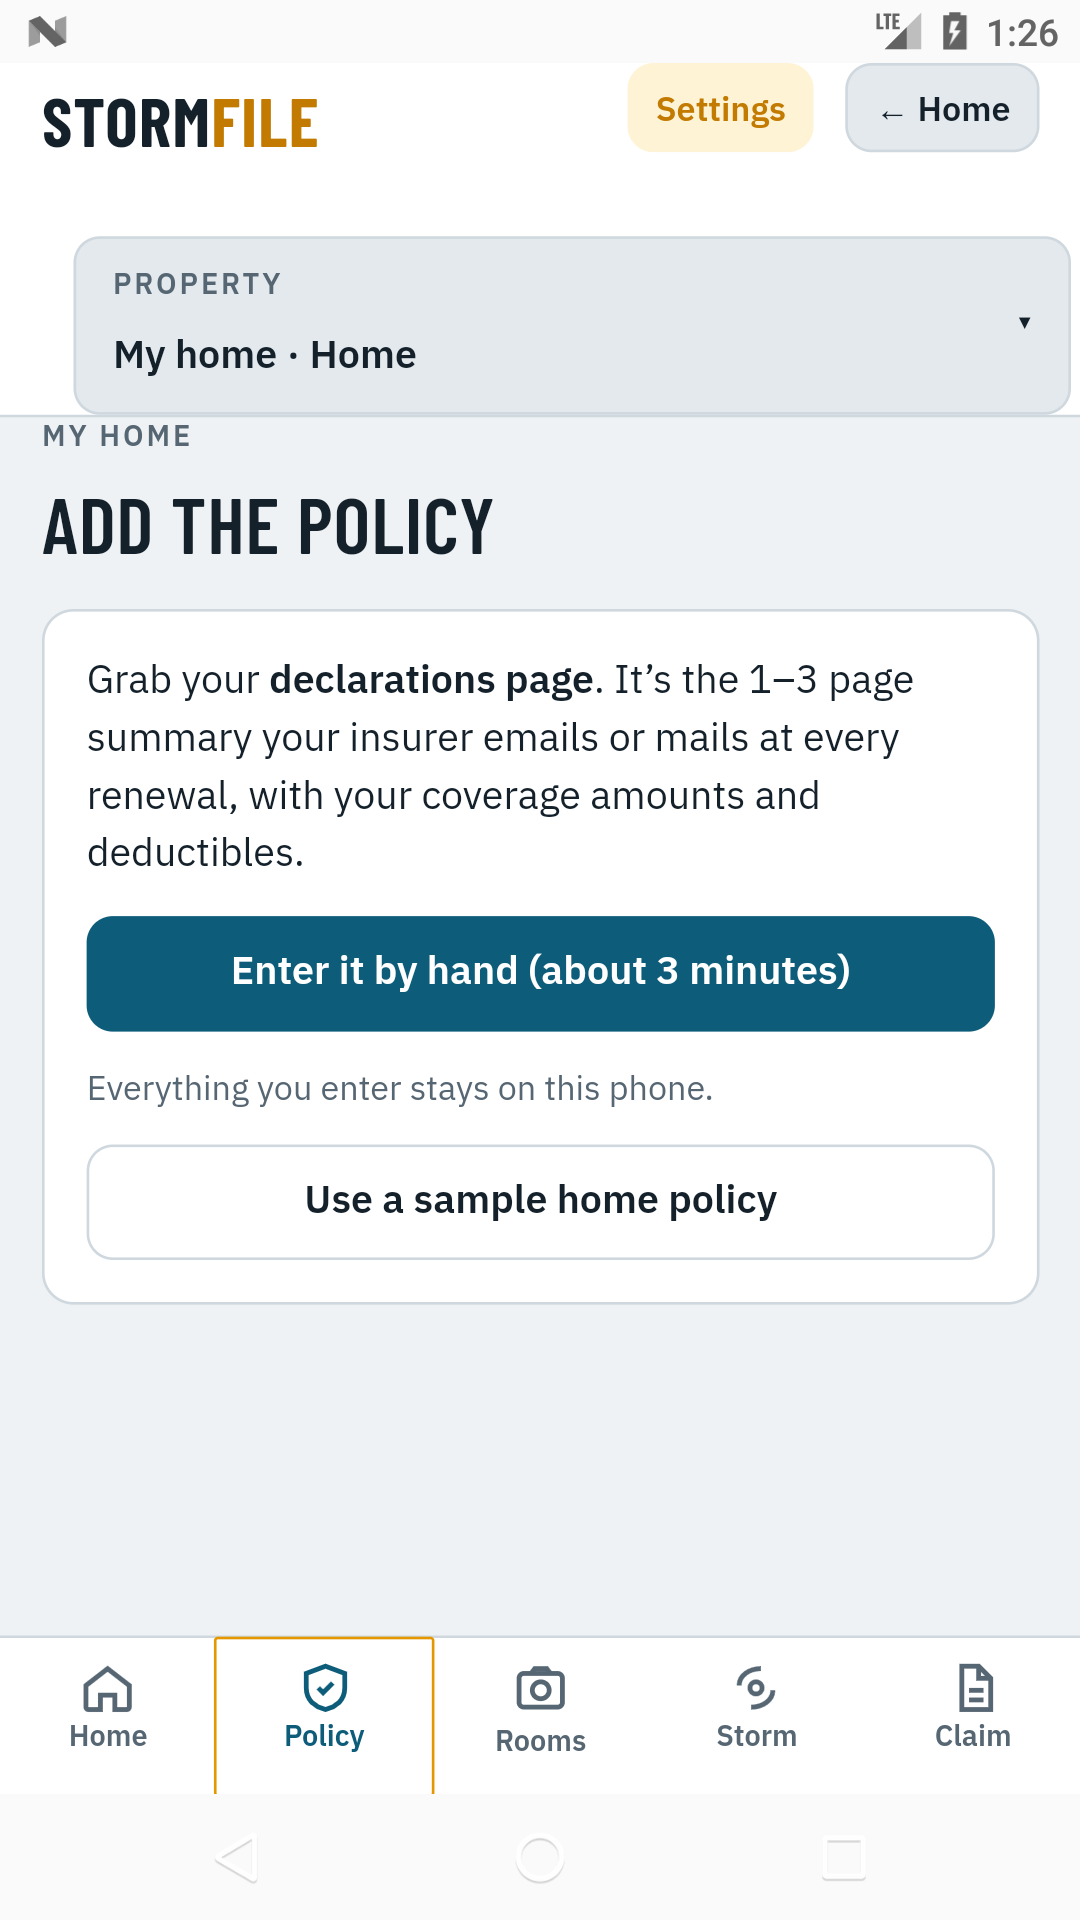 LTE 1:26
STORMFILE
Settings
← Home
PROPERTY
My home · Home
▼
MY HOME
ADD THE POLICY
Grab your declarations page. It’s the 1–3 page
summary your insurer emails or mails at every
renewal, with your coverage amounts and
deductibles.
Enter it by hand (about 3 minutes)
Everything you enter stays on this phone.
Use a sample home policy
Home
Policy
Rooms
Storm
Claim